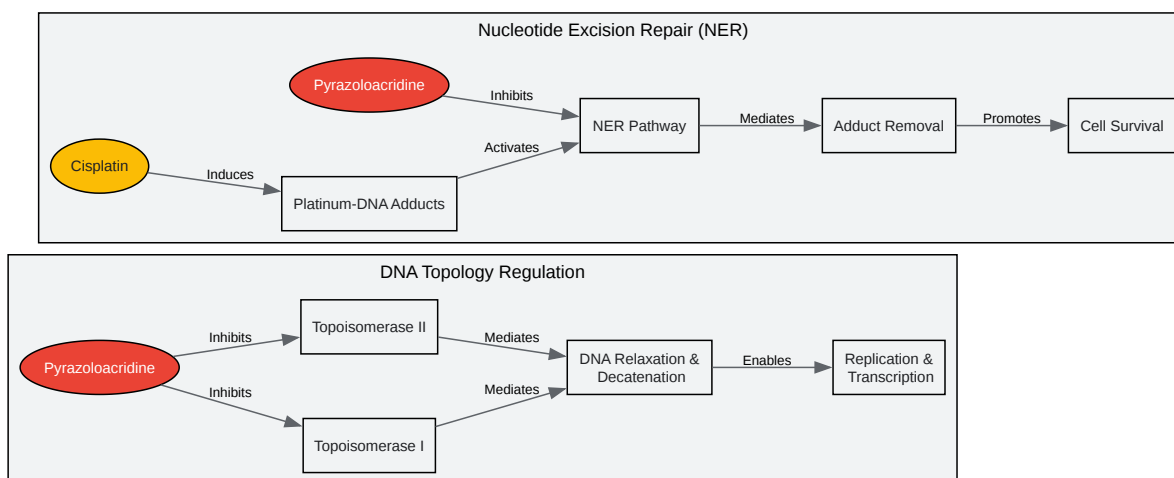 Nucleotide Excision Repair (NER)
Pyrazoloacridine
Inhibits
NER Pathway
Mediates
Adduct Removal
Promotes
Cell Survival
Activates
Cisplatin
Induces
Platinum-DNA Adducts
DNA Topology Regulation
Pyrazoloacridine
Inhibits
Topoisomerase II
Mediates
DNA Relaxation &
Decatenation
Enables
Replication &
Transcription
Inhibits
Topoisomerase I
Mediates